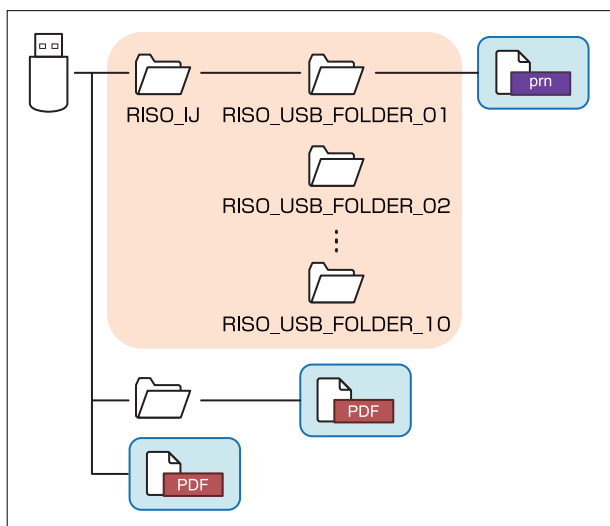 prn
RISO_IJ
RISO_USB_FOLDER_01
RISO_USB_FOLDER_02
RISO_USB_FOLDER_10
PDF
PDF